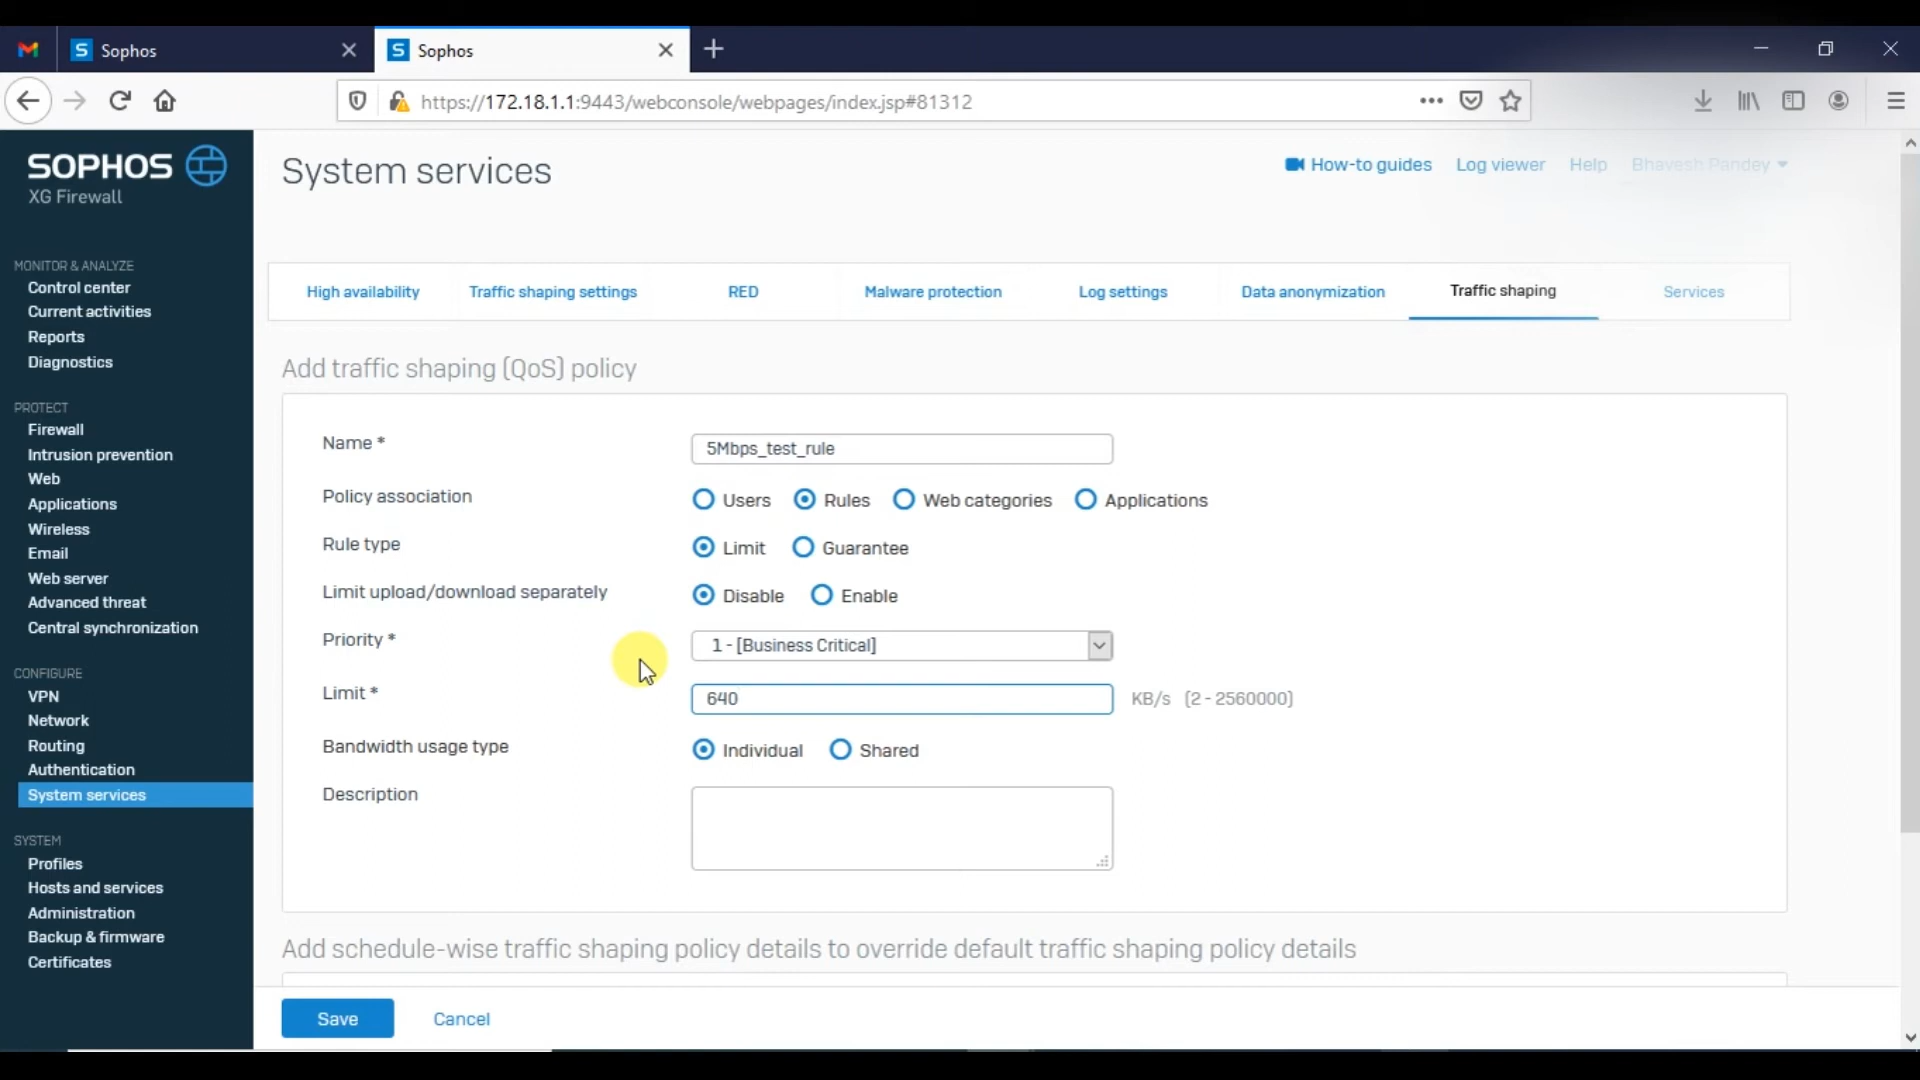 Sophos
Sophos
https://172.18.1.1:9443/webconsole/webpages/index.jsp#81312
SOPHOS
XG Firewall
System services
How-to guides
Log viewer
Help
Bhavesh Pandey
MONITOR & ANALYZE
Control center
Current activities
Reports
Diagnostics
PROTECT
Firewall
Intrusion prevention
Web
Applications
Wireless
Email
Web server
Advanced threat
Central synchronization
CONFIGURE
VPN
Network
Routing
Authentication
System services
SYSTEM
Profiles
Hosts and services
Administration
Backup & firmware
Certificates
High availability
Traffic shaping settings
RED
Malware protection
Log settings
Data anonymization
Traffic shaping
Services
Add traffic shaping (QoS) policy
Name * 5Mbps_test_rule
Policy association Users Rules Web categories Applications
Rule type Limit Guarantee
Limit upload/download separately Disable Enable
Priority * 1 - [Business Critical]
Limit * 640 KB/s (2 - 2560000)
Bandwidth usage type Individual Shared
Description
Add schedule-wise traffic shaping policy details to override default traffic shaping policy details
Save Cancel